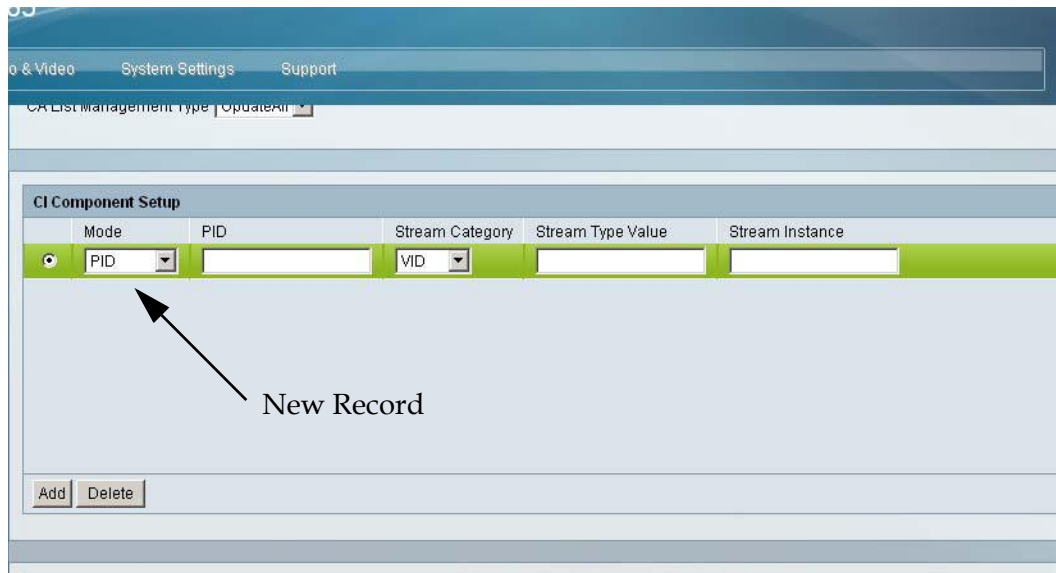 o & Video System Settings Support
CA List Management Type UpdateAll
CI Component Setup
Mode PID Stream Category Stream Type Value Stream Instance
PID VID
New Record
Add Delete